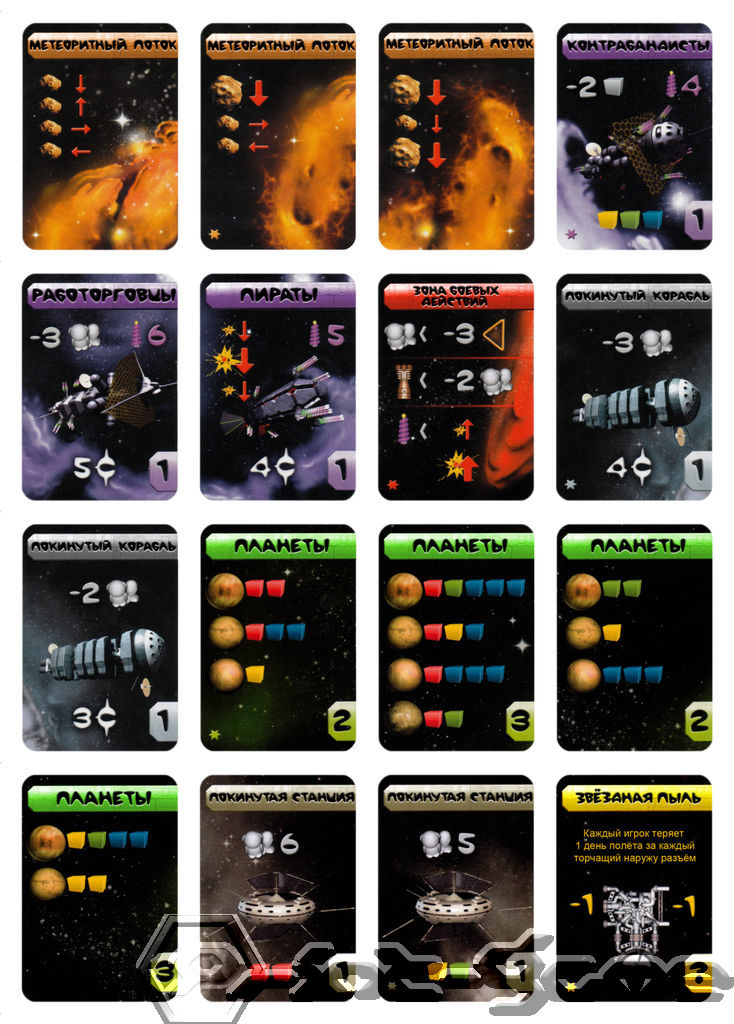 МЕТЕОРИТНЫЙ ПОТОК
МЕТЕОРИТНЫЙ ПОТОК
МЕТЕОРИТНЫЙ ПОТОК
КОНТРАБАНДИСТЫ
-2
4
1
РАБОТОРГОВЦЫ
-3
6
5
1
ПИРАТЫ
5
4
1
ЗОНА БОЕВЫХ
ДЕЙСТВИЙ
< -3
< -2
<
ПОКИНУТЫЙ КОРАБЛЬ
-3
4
1
ПОКИНУТЫЙ КОРАБЛЬ
-2
3
1
ПЛАНЕТЫ
2
ПЛАНЕТЫ
3
ПЛАНЕТЫ
2
ПЛАНЕТЫ
3
ПОКИНУТАЯ СТАНЦИЯ
6
1
ПОКИНУТАЯ СТАНЦИЯ
5
1
ЗВЁЗДНАЯ ПЫЛЬ
Каждый игрок теряет
1 день полёта за каждый
торчащий наружу разъём
-1 -1